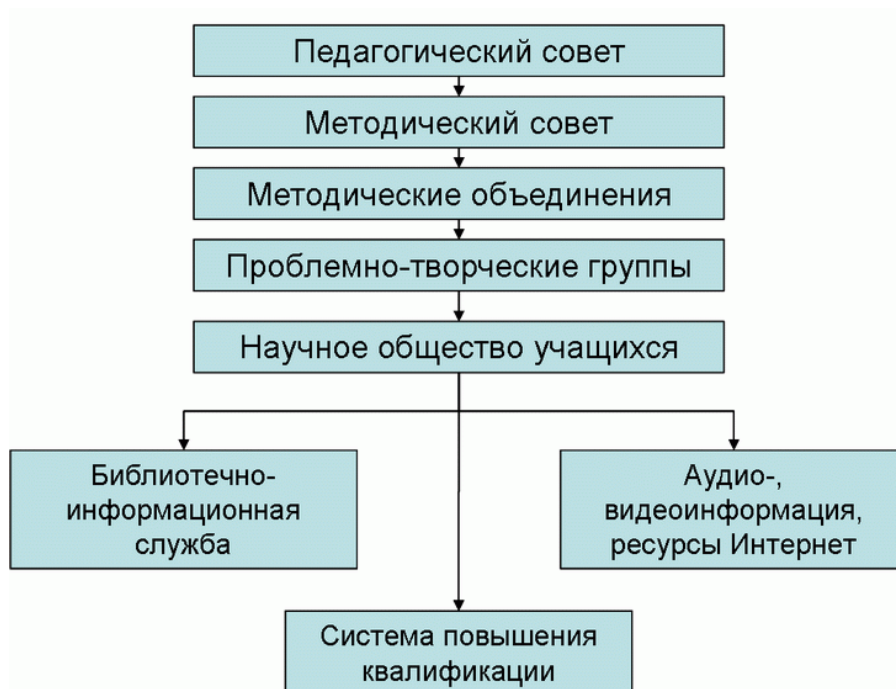 Педагогический совет
Методический совет
Методические объединения
Проблемно-творческие группы
Научное общество учащихся
Библиотечно-
информационная
служба
Аудио-,
видеоинформация,
ресурсы Интернет
Система повышения
квалификации